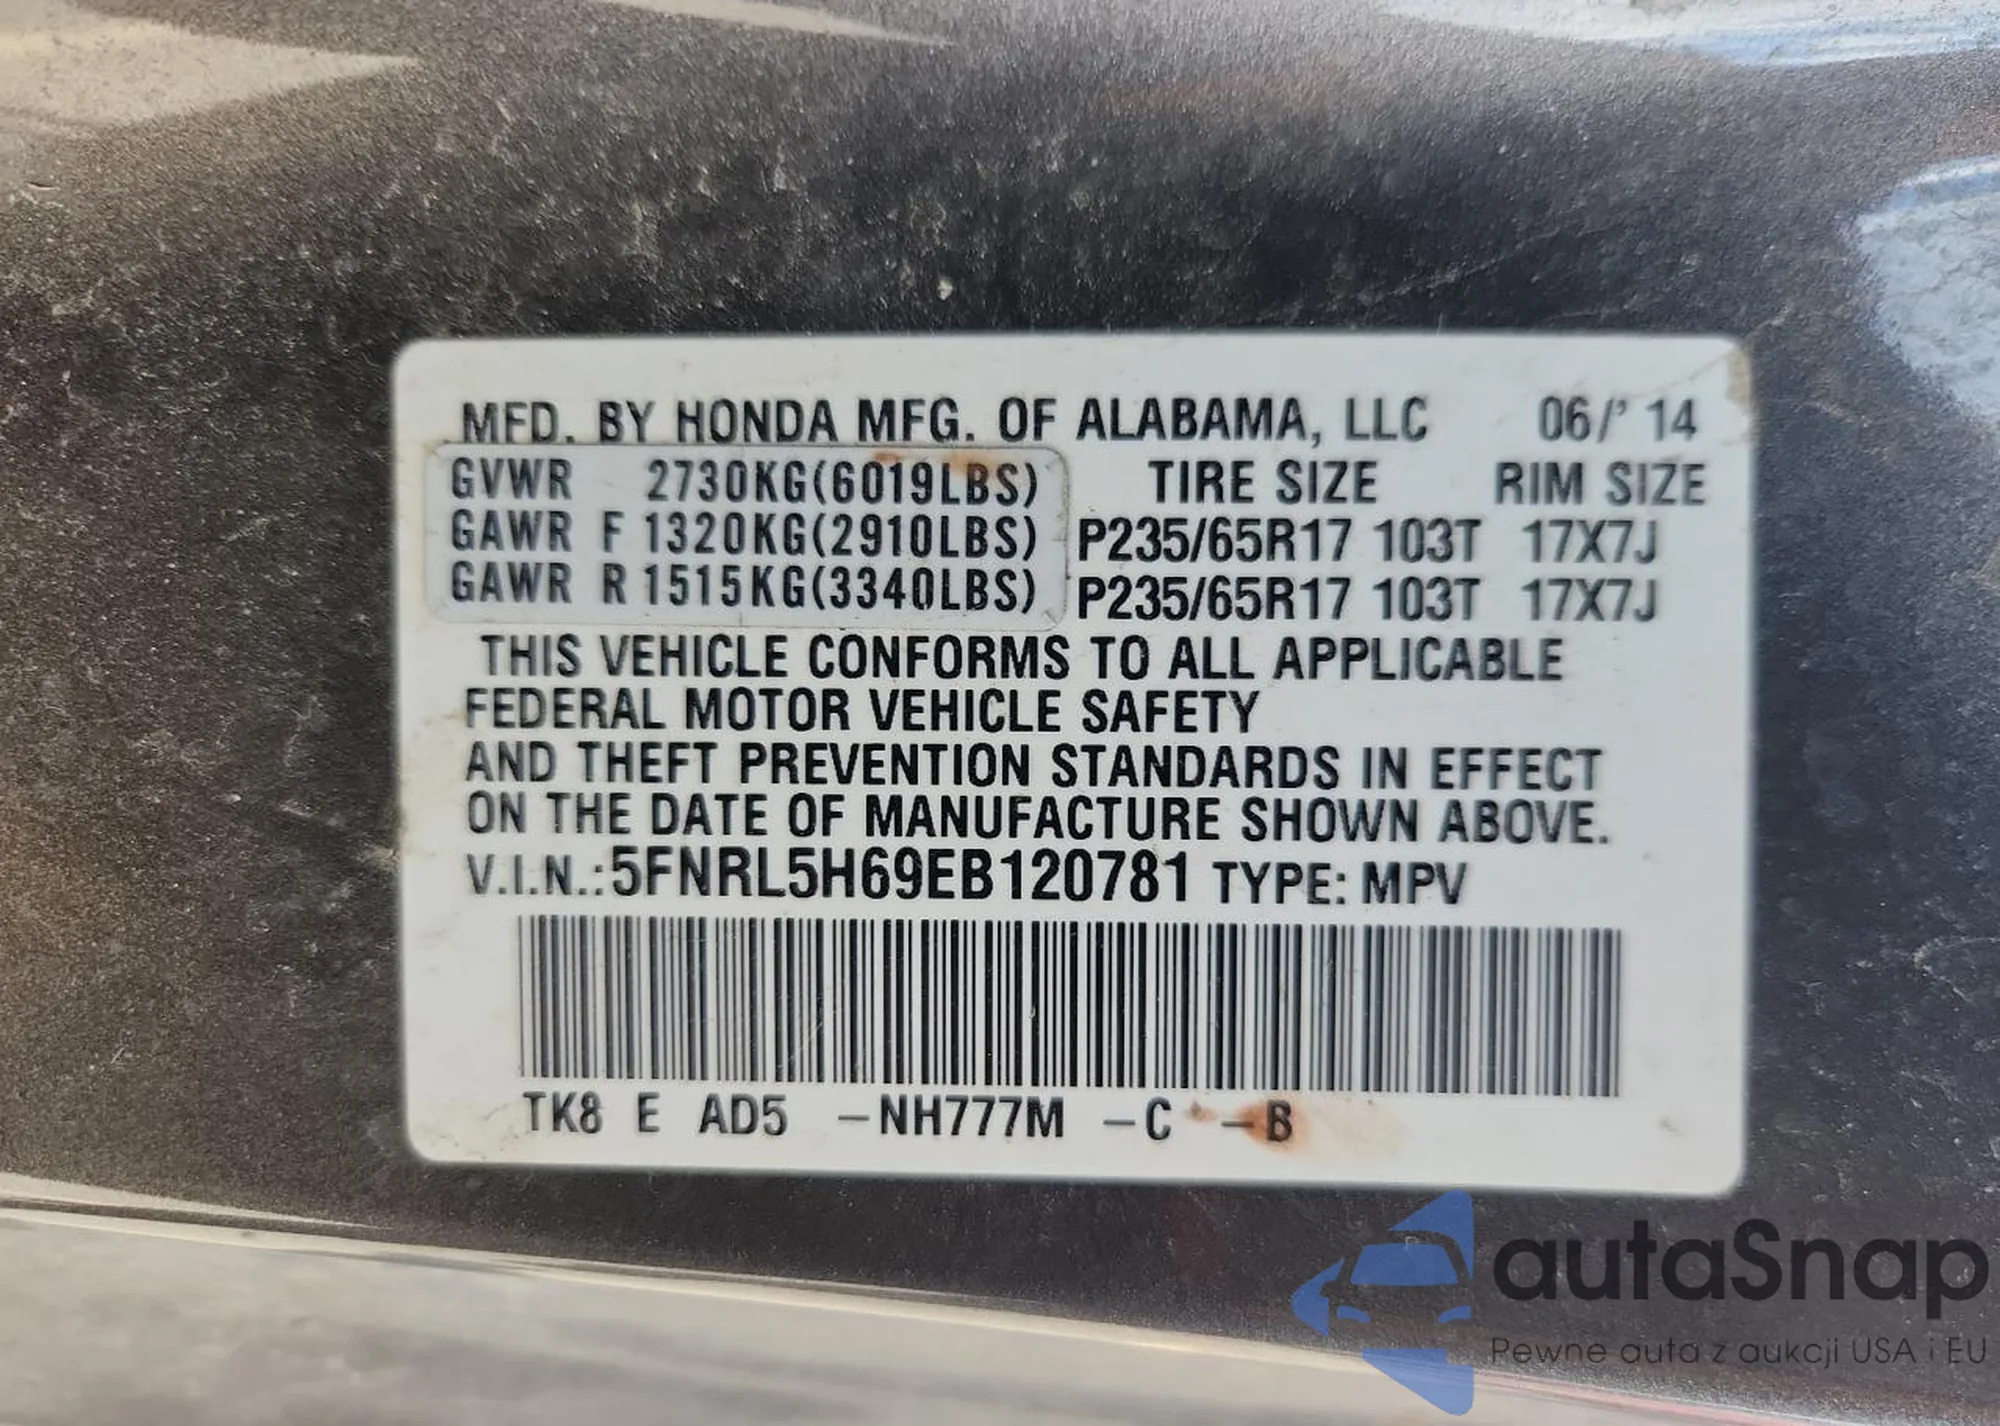 MFD. BY HONDA MFG. OF ALABAMA, LLC 06/' 14
GVWR 2730KG(6019LBS) TIRE SIZE RIM SIZE
GAWR F 1320KG(2910LBS) P235/65R17 103T 17X7J
GAWR R 1515KG(3340LBS) P235/65R17 103T 17X7J
THIS VEHICLE CONFORMS TO ALL APPLICABLE
FEDERAL MOTOR VEHICLE SAFETY
AND THEFT PREVENTION STANDARDS IN EFFECT
ON THE DATE OF MANUFACTURE SHOWN ABOVE.
V.I.N.:5FNRL5H69EB120781 TYPE: MPV
TK8 E AD5 –NH777M –C –B
autaSnap
Pewne auta z aukcji USA i EU